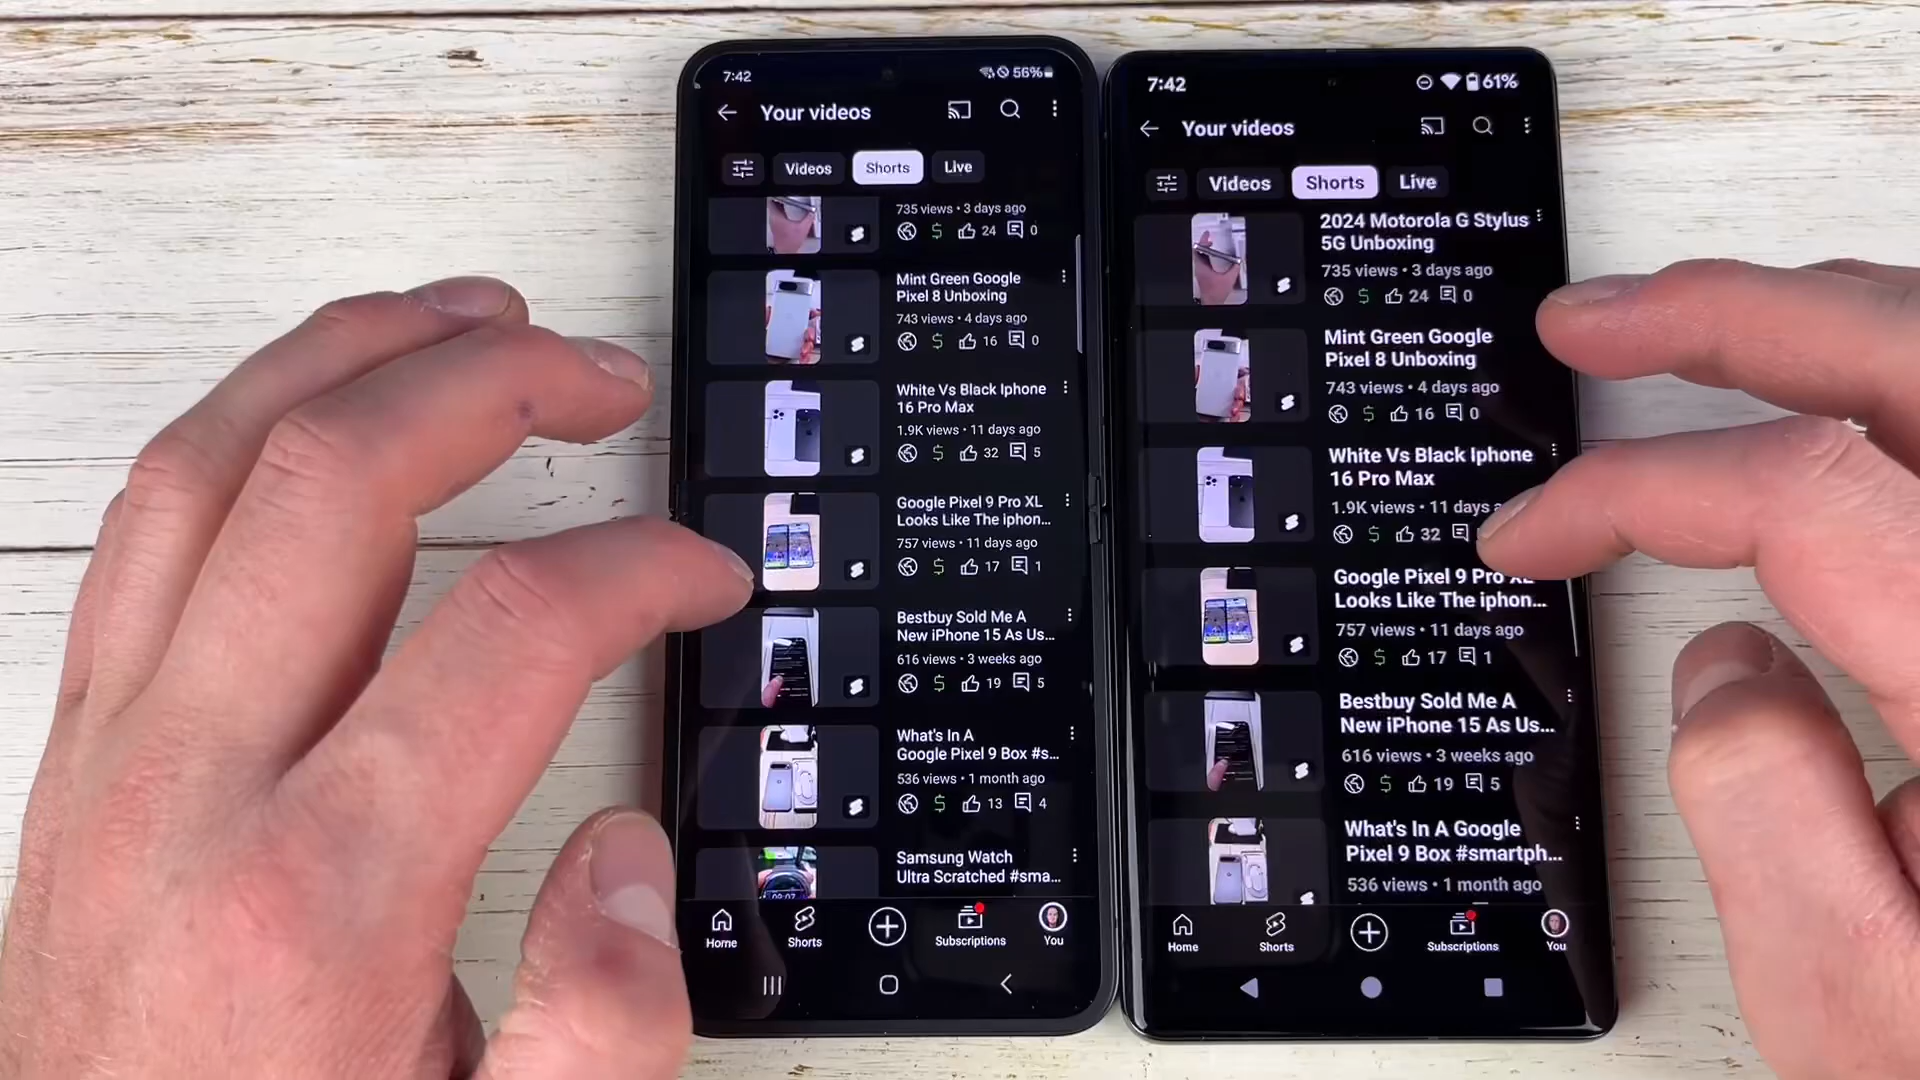 7:42
56%
Your videos
Videos
Shorts
Live
735 views • 3 days ago
24
0
Mint Green Google
Pixel 8 Unboxing
743 views • 4 days ago
16
0
White Vs Black Iphone
16 Pro Max
1.9K views • 11 days ago
32
5
Google Pixel 9 Pro XL
Looks Like The iphon...
757 views • 11 days ago
17
1
Bestbuy Sold Me A
New iPhone 15 As Us...
616 views • 3 weeks ago
19
5
What's In A
Google Pixel 9 Box #s...
536 views • 1 month ago
13
4
Samsung Watch
Ultra Scratched #sma...
Home
Shorts
Subscriptions
You
7:42
61%
Your videos
Videos
Shorts
Live
2024 Motorola G Stylus
5G Unboxing
735 views • 3 days ago
24
0
Mint Green Google
Pixel 8 Unboxing
743 views • 4 days ago
16
0
White Vs Black Iphone
16 Pro Max
1.9K views • 11 days
32
Google Pixel 9 Pro XL
Looks Like The iphon...
757 views • 11 days ago
17
1
Bestbuy Sold Me A
New iPhone 15 As Us...
616 views • 3 weeks ago
19
5
What's In A Google
Pixel 9 Box #smartph...
536 views • 1 month ago
Home
Shorts
Subscriptions
You